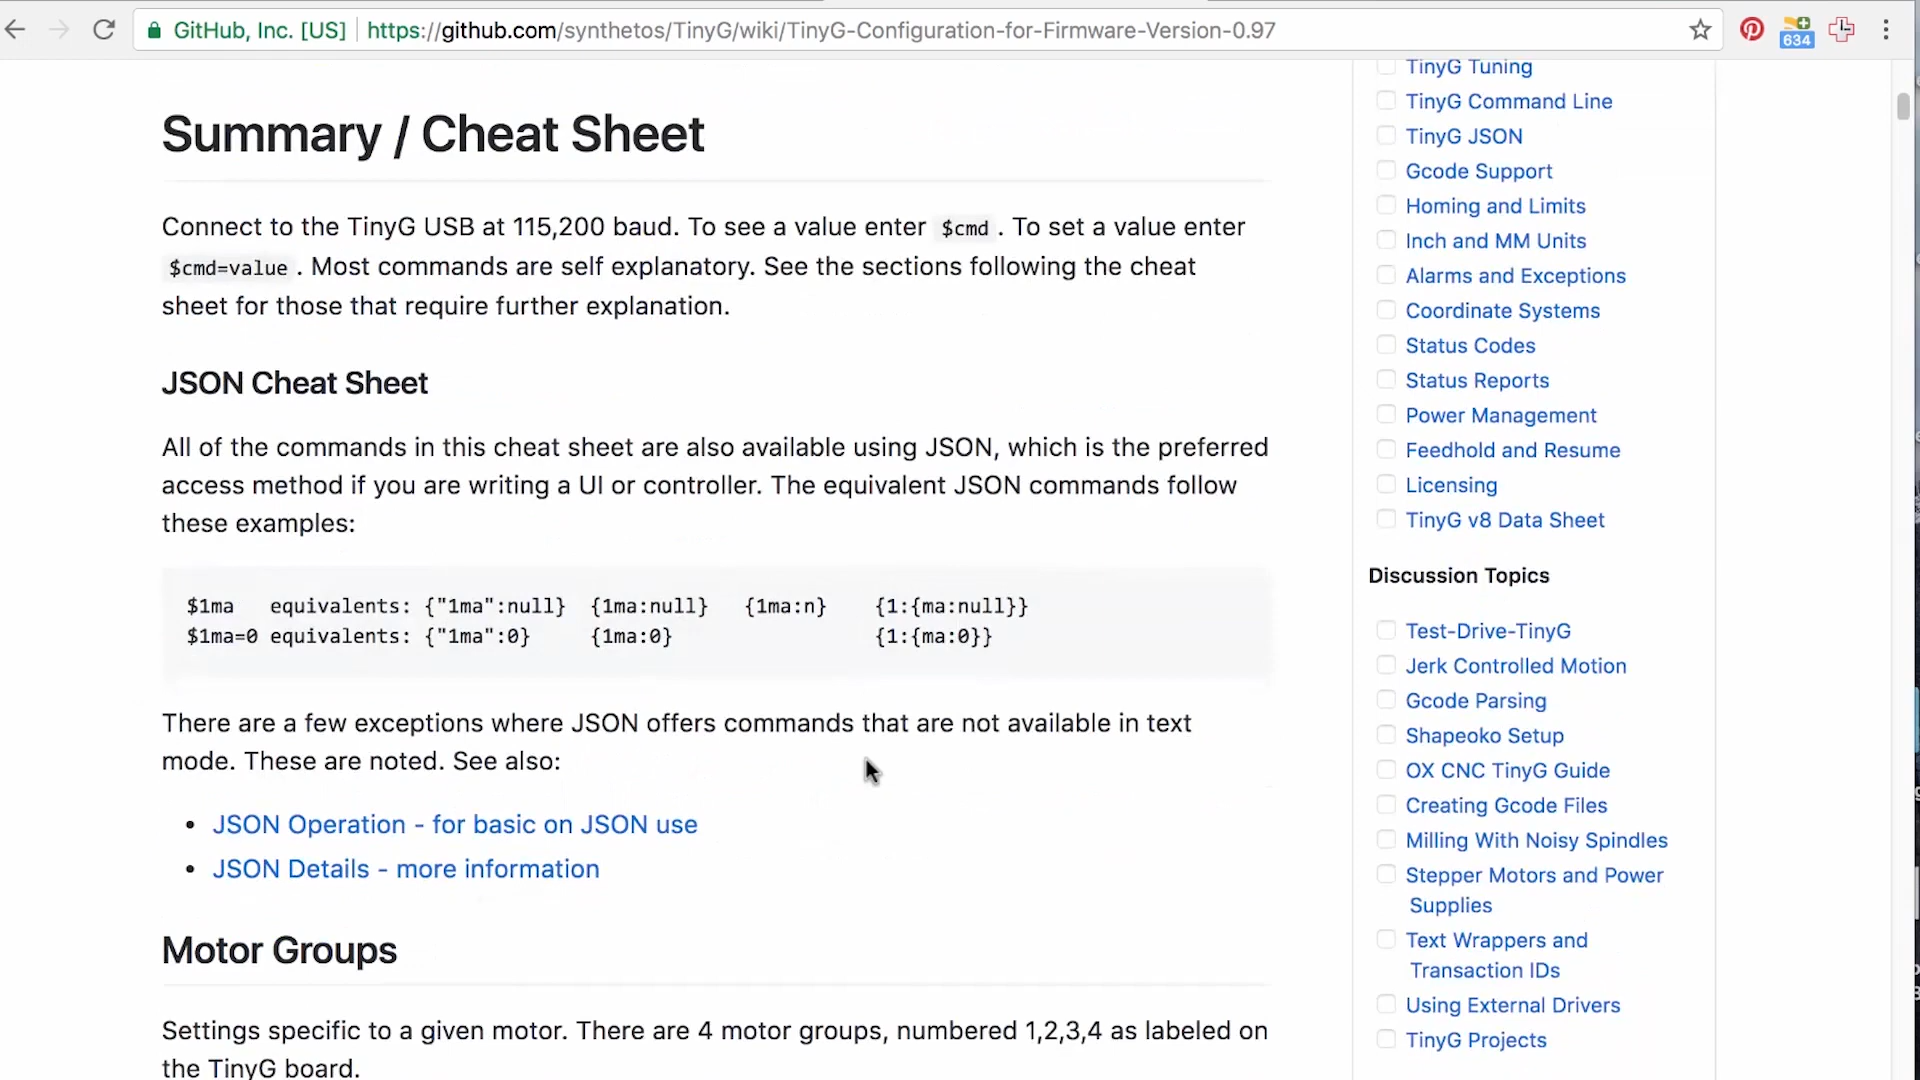 GitHub, Inc. [US] https://github.com/synthetos/TinyG/wiki/TinyG-Configuration-for-Firmware-Version-0.97
634
Summary / Cheat Sheet
Connect to the TinyG USB at 115,200 baud. To see a value enter $cmd . To set a value enter
$cmd=value . Most commands are self explanatory. See the sections following the cheat
sheet for those that require further explanation.
JSON Cheat Sheet
All of the commands in this cheat sheet are also available using JSON, which is the preferred
access method if you are writing a UI or controller. The equivalent JSON commands follow
these examples:
$1ma equivalents: {"1ma":null} {1ma:null} {1ma:n} {1:{ma:null}}
$1ma=0 equivalents: {"1ma":0} {1ma:0} {1:{ma:0}}
There are a few exceptions where JSON offers commands that are not available in text
mode. These are noted. See also:
• JSON Operation - for basic on JSON use
• JSON Details - more information
Motor Groups
Settings specific to a given motor. There are 4 motor groups, numbered 1,2,3,4 as labeled on
the TinyG board.
TinyG Tuning
TinyG Command Line
TinyG JSON
Gcode Support
Homing and Limits
Inch and MM Units
Alarms and Exceptions
Coordinate Systems
Status Codes
Status Reports
Power Management
Feedhold and Resume
Licensing
TinyG v8 Data Sheet
Discussion Topics
Test-Drive-TinyG
Jerk Controlled Motion
Gcode Parsing
Shapeoko Setup
OX CNC TinyG Guide
Creating Gcode Files
Milling With Noisy Spindles
Stepper Motors and Power
Supplies
Text Wrappers and
Transaction IDs
Using External Drivers
TinyG Projects